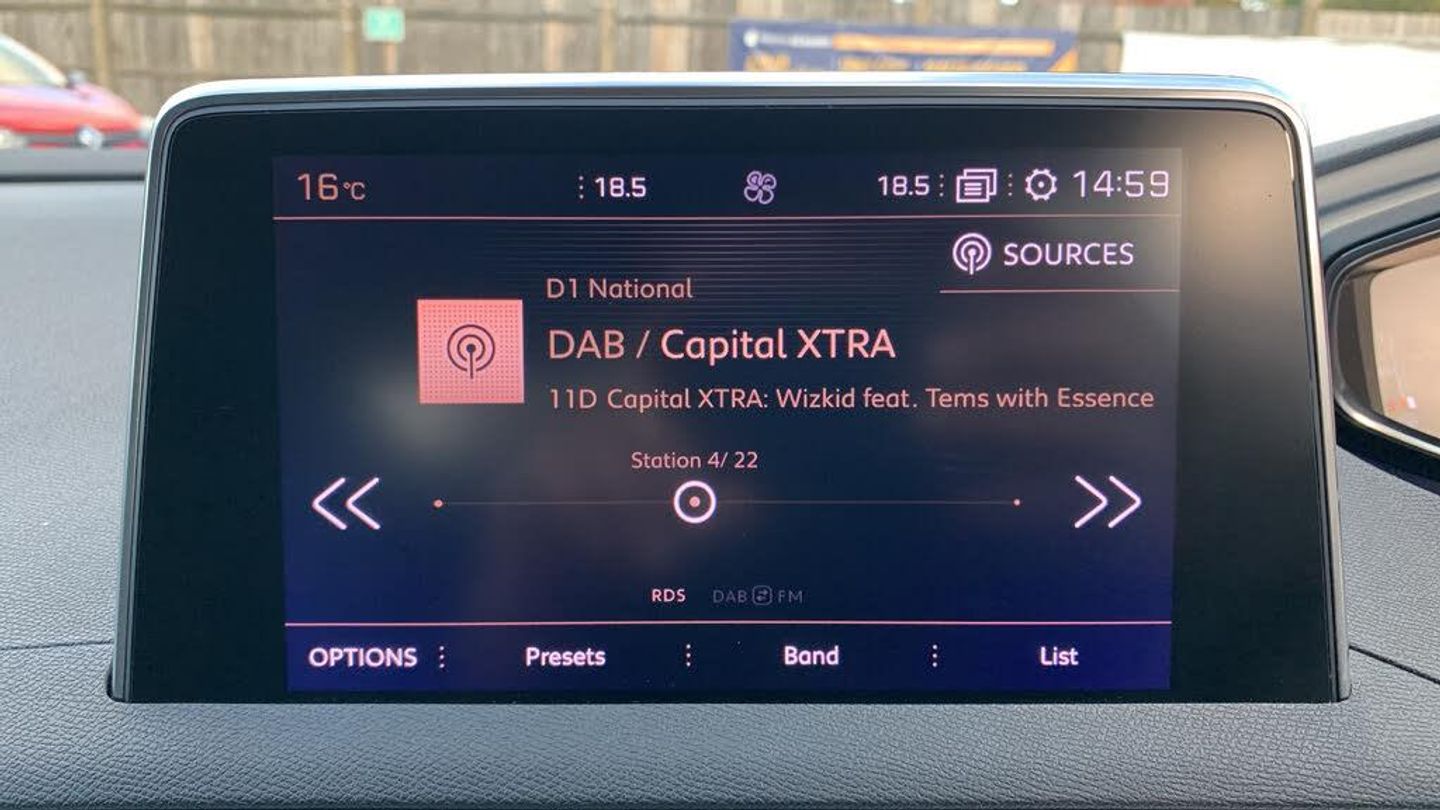 16°C 18.5 18.5 14:59
SOURCES
D1 National
DAB / Capital XTRA
11D Capital XTRA: Wizkid feat. Tems with Essence
Station 4/ 22
RDS DAB FM
OPTIONS Presets Band List